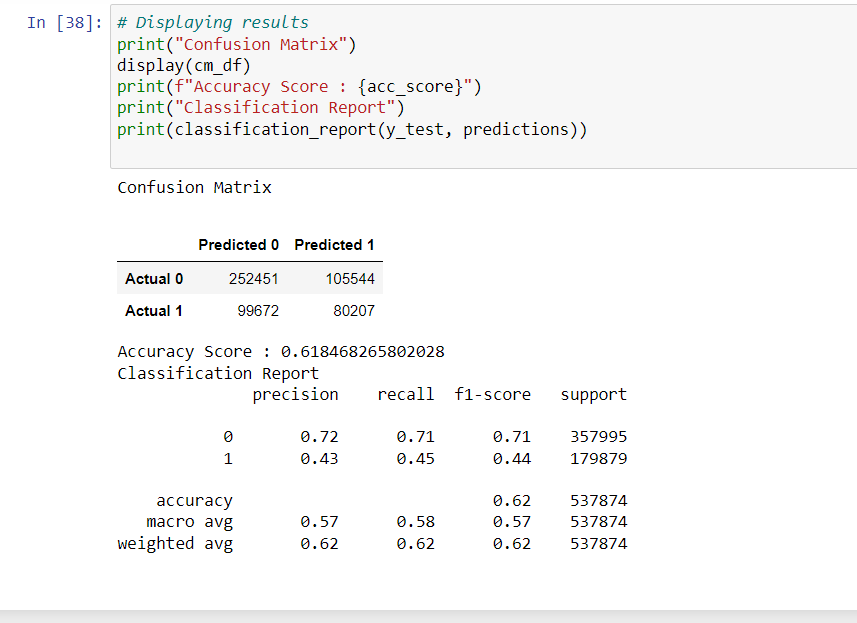 In [38]: # Displaying results
print("Confusion Matrix")
display(cm_df)
print(f"Accuracy Score : {acc_score}")
print("Classification Report")
print(classification_report(y_test, predictions))
Confusion Matrix
Predicted 0 Predicted 1
Actual 0 252451 105544
Actual 1 99672 80207
Accuracy Score : 0.618468265802028
Classification Report
precision recall f1-score support
0 0.72 0.71 0.71 357995
1 0.43 0.45 0.44 179879
accuracy 0.62 537874
macro avg 0.57 0.58 0.57 537874
weighted avg 0.62 0.62 0.62 537874